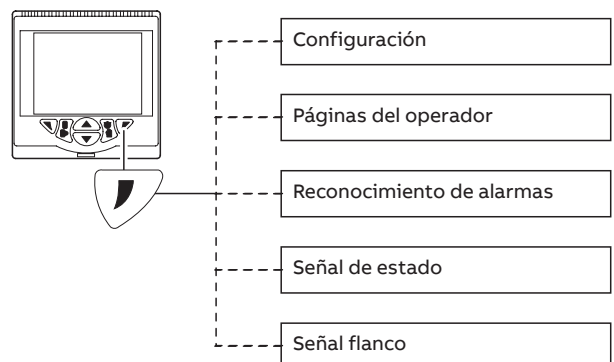 Configuración
Páginas del operador
Reconocimiento de alarmas
Señal de estado
Señal flanco